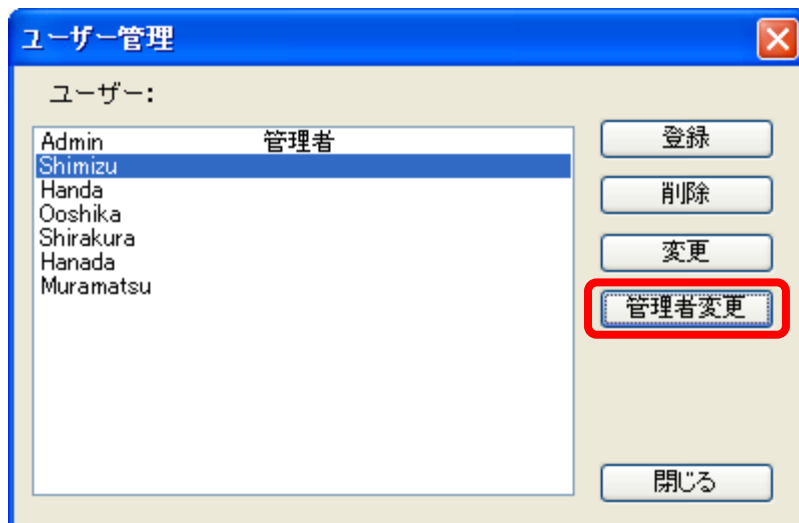 ユーザー管理
ユーザー:
Admin 管理者
Shimizu
Handa
Ooshika
Shirakura
Hanada
Muramatsu
登録
削除
変更
管理者変更
閉じる